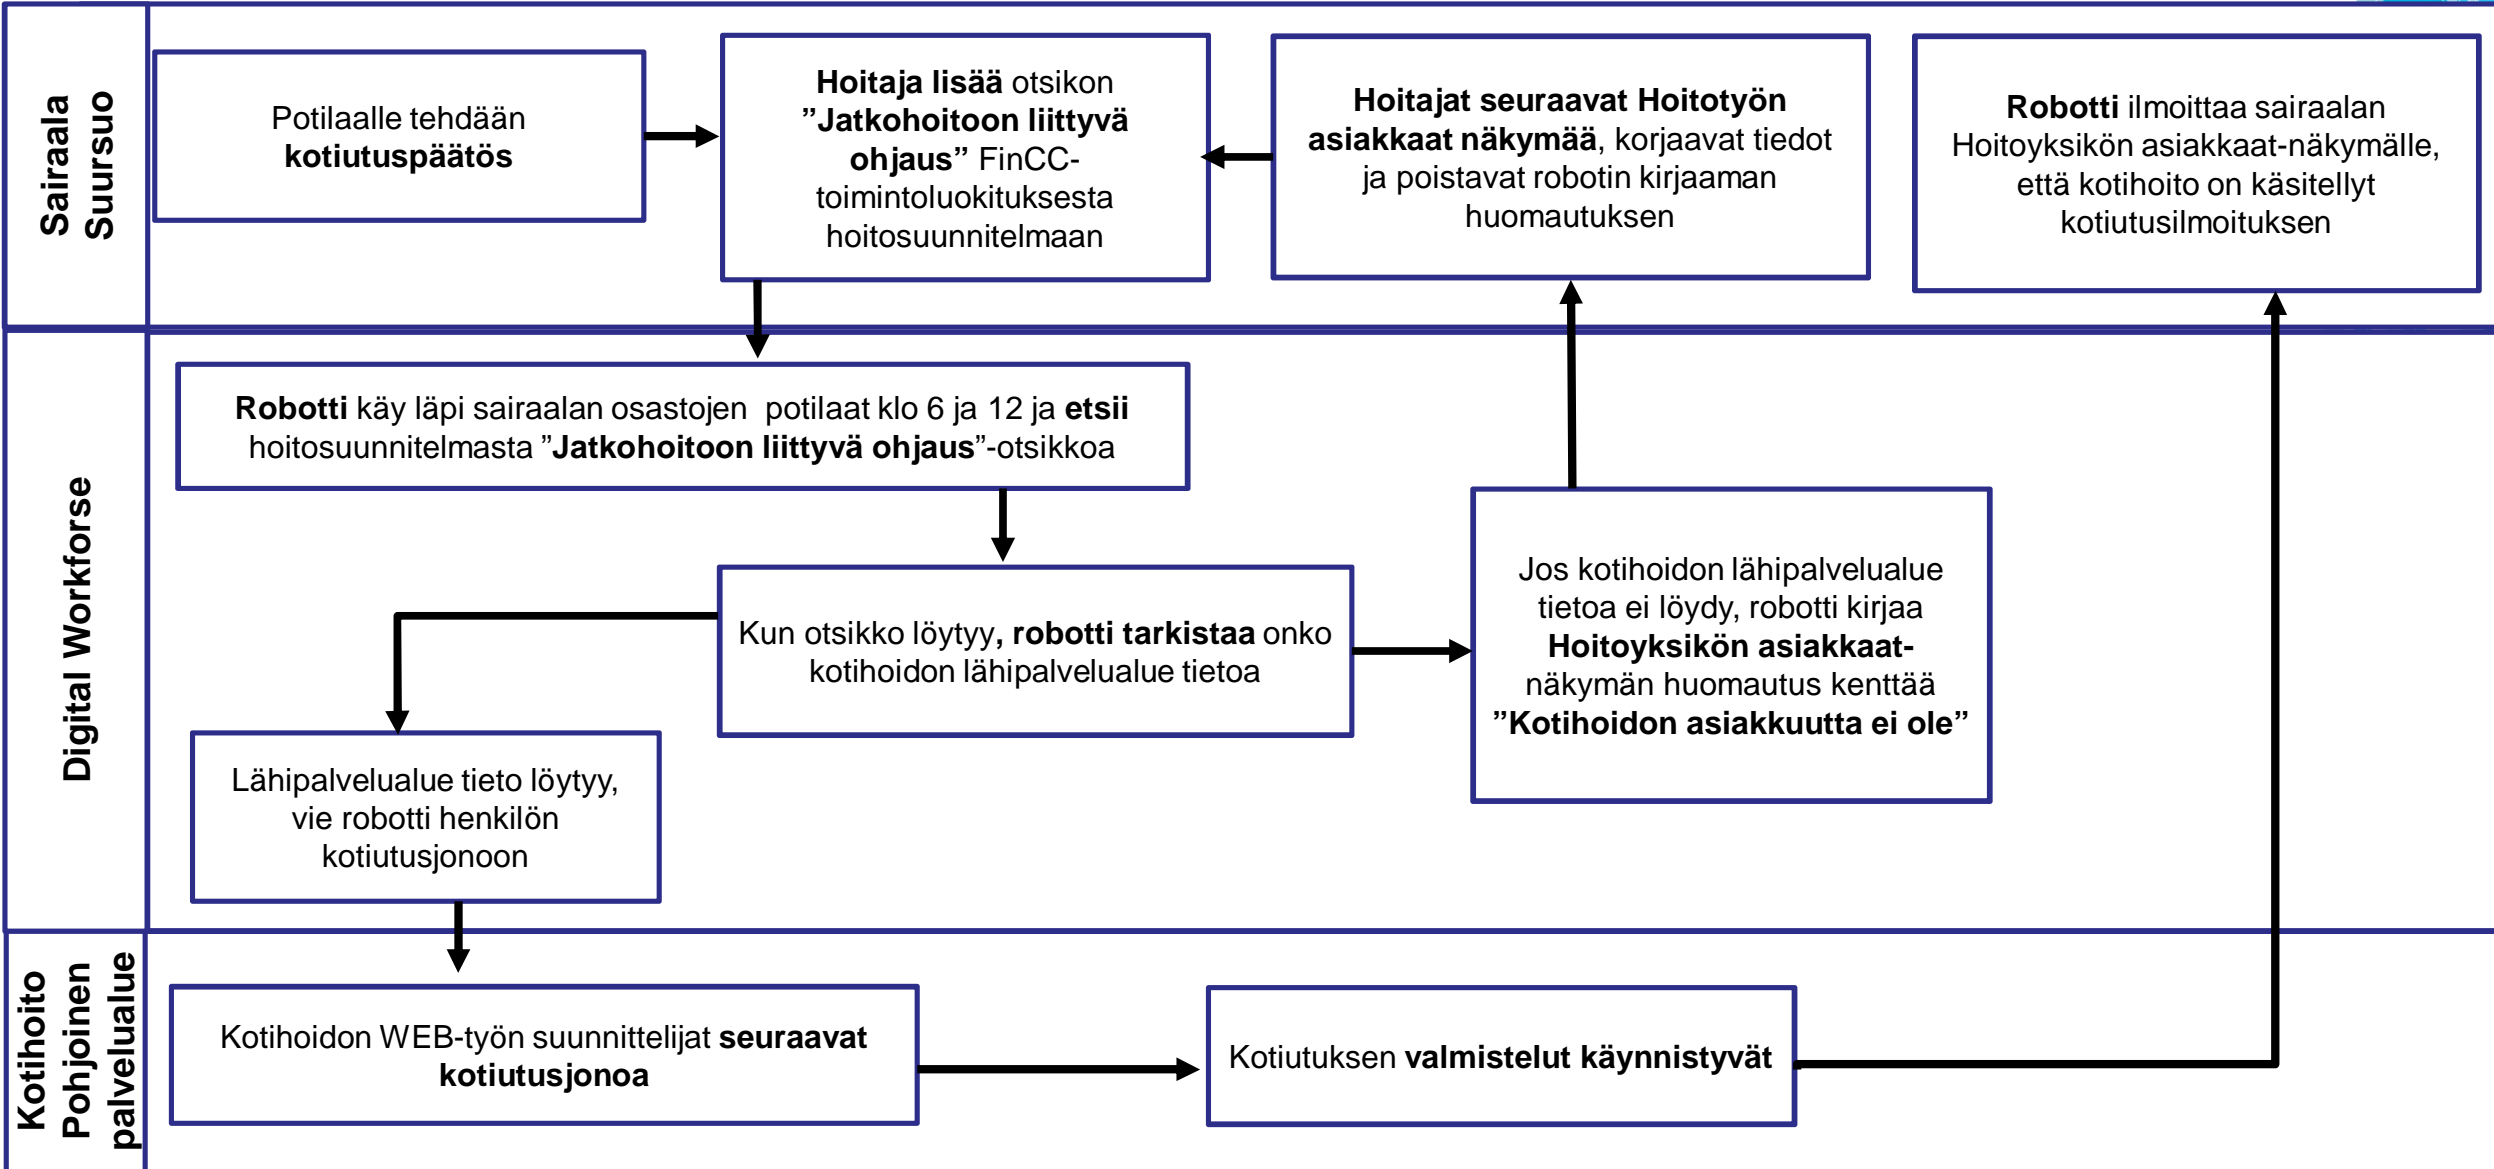 Sairaala
Suursuo
Potilaalle tehdään
kotiutuspäätös
Hoitaja lisää otsikon
”Jatkohoitoon liittyvä
ohjaus” FinCC-
toimintoluokituksesta
hoitosuunnitelmaan
Hoitajat seuraavat Hoitotyön
asiakkaat näkymää, korjaavat tiedot
ja poistavat robotin kirjaaman
huomautuksen
Robotti ilmoittaa sairaalan
Hoitoyksikön asiakkaat-näkymälle,
että kotihoito on käsitellyt
kotiutusilmoituksen
Digital Workforse
Robotti käy läpi sairaalan osastojen  potilaat klo 6 ja 12 ja etsii
hoitosuunnitelmasta ”Jatkohoitoon liittyvä ohjaus”-otsikkoa
Kun otsikko löytyy, robotti tarkistaa onko
kotihoidon lähipalvelualue tietoa
Jos kotihoidon lähipalvelualue
tietoa ei löydy, robotti kirjaa
Hoitoyksikön asiakkaat-
näkymän huomautus kenttää
”Kotihoidon asiakkuutta ei ole”
Lähipalvelualue tieto löytyy,
vie robotti henkilön
kotiutusjonoon
Kotihoito
Pohjoinen
palvelualue
Kotihoidon WEB-työn suunnittelijat seuraavat
kotiutusjonoa
Kotiutuksen valmistelut käynnistyvät